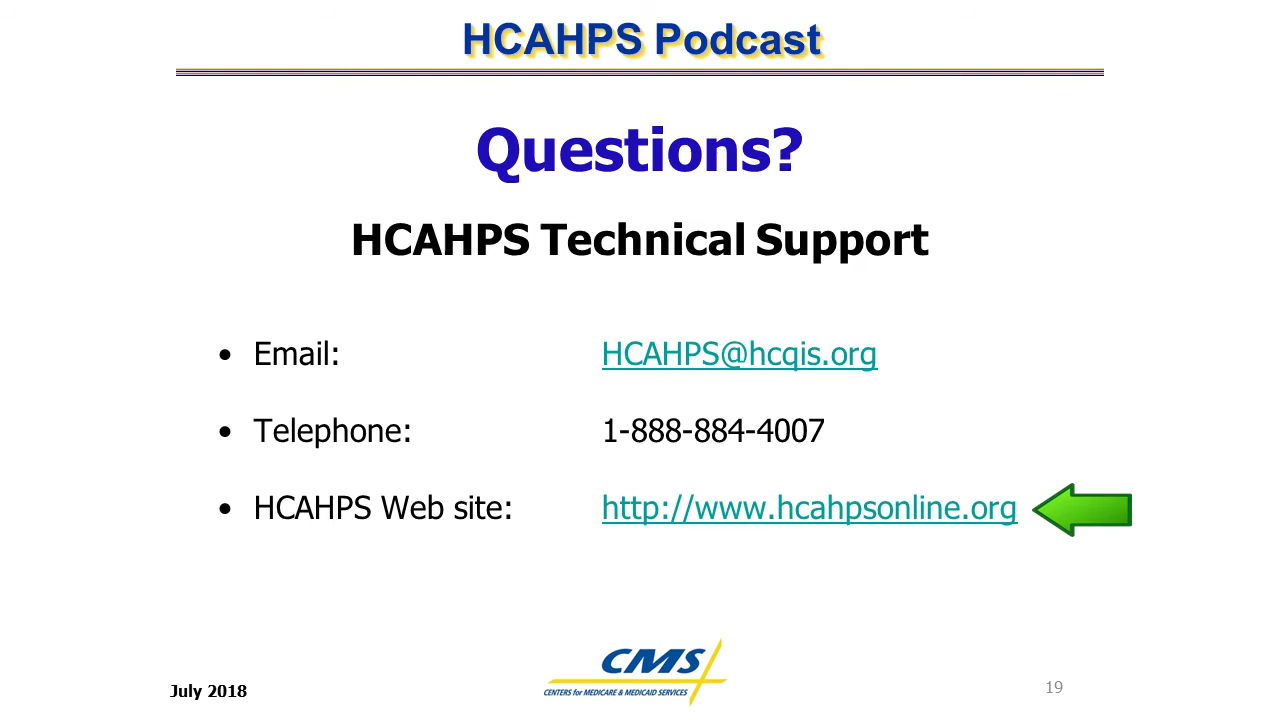 HCAHPS Podcast
Questions?
HCAHPS Technical Support
• Email: HCAHPS@hcqis.org
• Telephone: 1-888-884-4007
• HCAHPS Web site: http://www.hcahpsonline.org
CMS
CENTERS for MEDICARE & MEDICAID SERVICES
July 2018
19